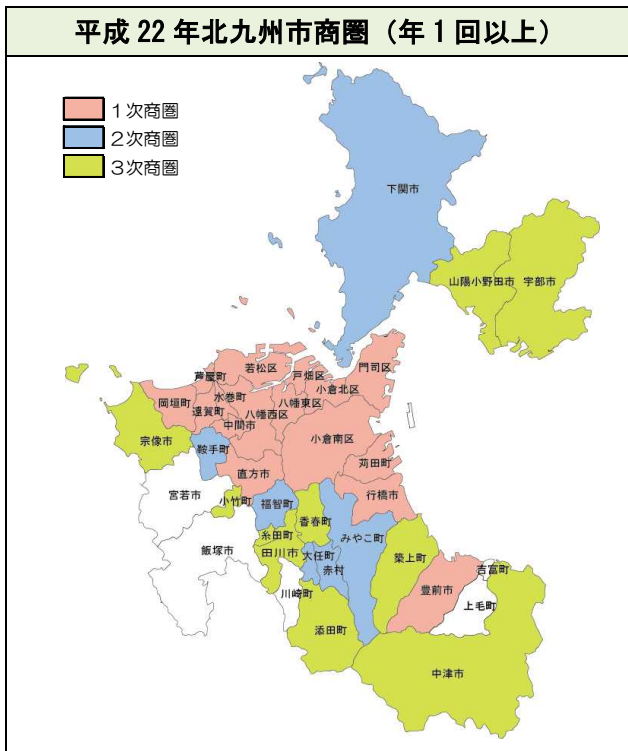 平成 22 年北九州市商圏（年 1 回以上）
１次商圏
２次商圏
３次商圏
下関市
山陽小野田市
宇部市
門司区
若松区
戸畑区
芦屋町
小倉北区
水巻町
岡垣町
八幡東区
遠賀町
八幡西区
中間市
小倉南区
宗像市
鞍手町
苅田町
直方市
宮若市
行橋市
小竹町
福智町
香春町
糸田町
みやこ町
飯塚市
田川市
大任町
築上町
赤村
吉富町
豊前市
川崎町
上毛町
添田町
中津市